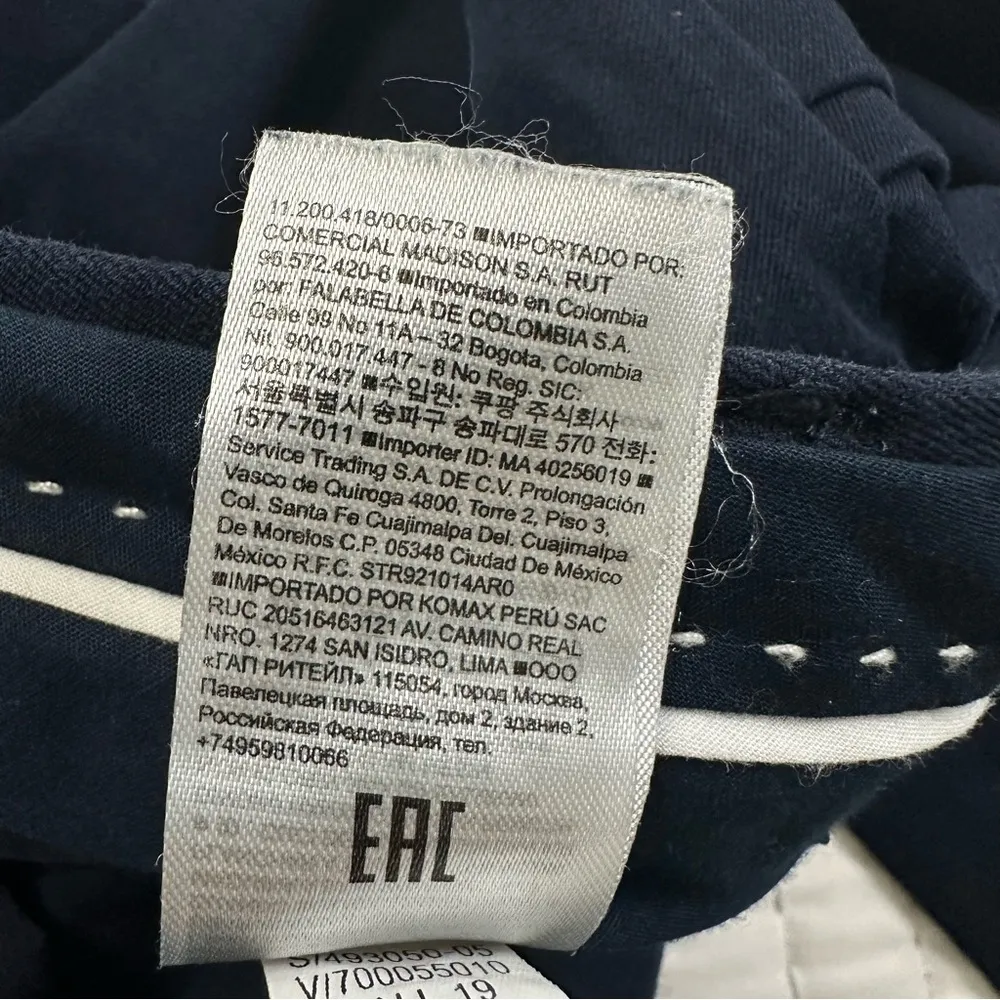 11.200.418/0006-73 ■IMPORTADO POR:
COMERCIAL MADISON S.A. RUT
96.572.420-6 ■Importado en Colombia
por: FALABELLA DE COLOMBIA S.A.
Calle 99 No 11A – 32 Bogota, Colombia
Nit. 900.017.447 - 8 No Reg. SIC:
900017447 ■수입원: 쿠팡 주식회사
서울특별시 송파구 송파대로 570 전화:
1577-7011 ■Importer ID: MA 40256019 ■
Service Trading S.A. DE C.V. Prolongación
Vasco de Quiroga 4800, Torre 2, Piso 3,
Col. Santa Fe Cuajimalpa Del. Cuajimalpa
De Morelos C.P. 05348 Ciudad De México
México R.F.C. STR921014AR0
■IMPORTADO POR KOMAX PERÚ SAC
RUC 20516463121 AV. CAMINO REAL
NRO. 1274 SAN ISIDRO, LIMA ■OOO
«ГАП РИТЕЙЛ» 115054, город Москва,
Павелецкая площадь, дом 2, здание 2,
Российская Федерация, тел.
+74959810066
EAC
S/493050-05
V/700055010
19